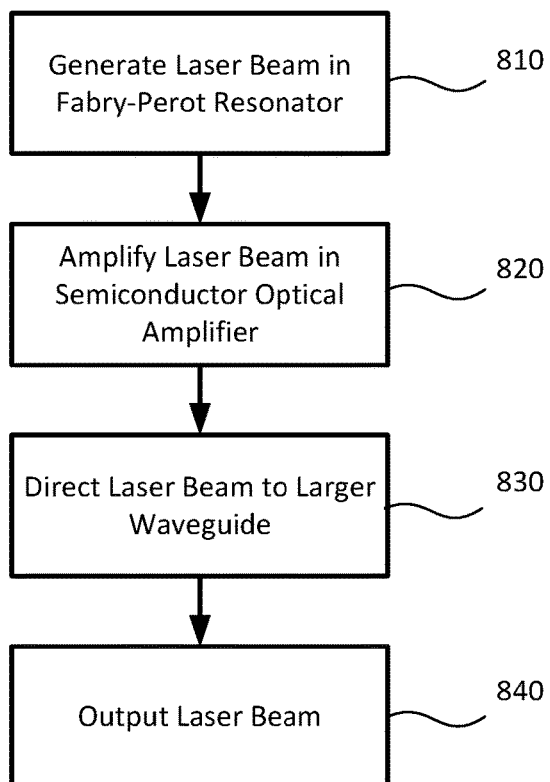 Generate Laser Beam in
Fabry-Perot Resonator
810
Amplify Laser Beam in
Semiconductor Optical
Amplifier
820
Direct Laser Beam to Larger
Waveguide
830
Output Laser Beam
840